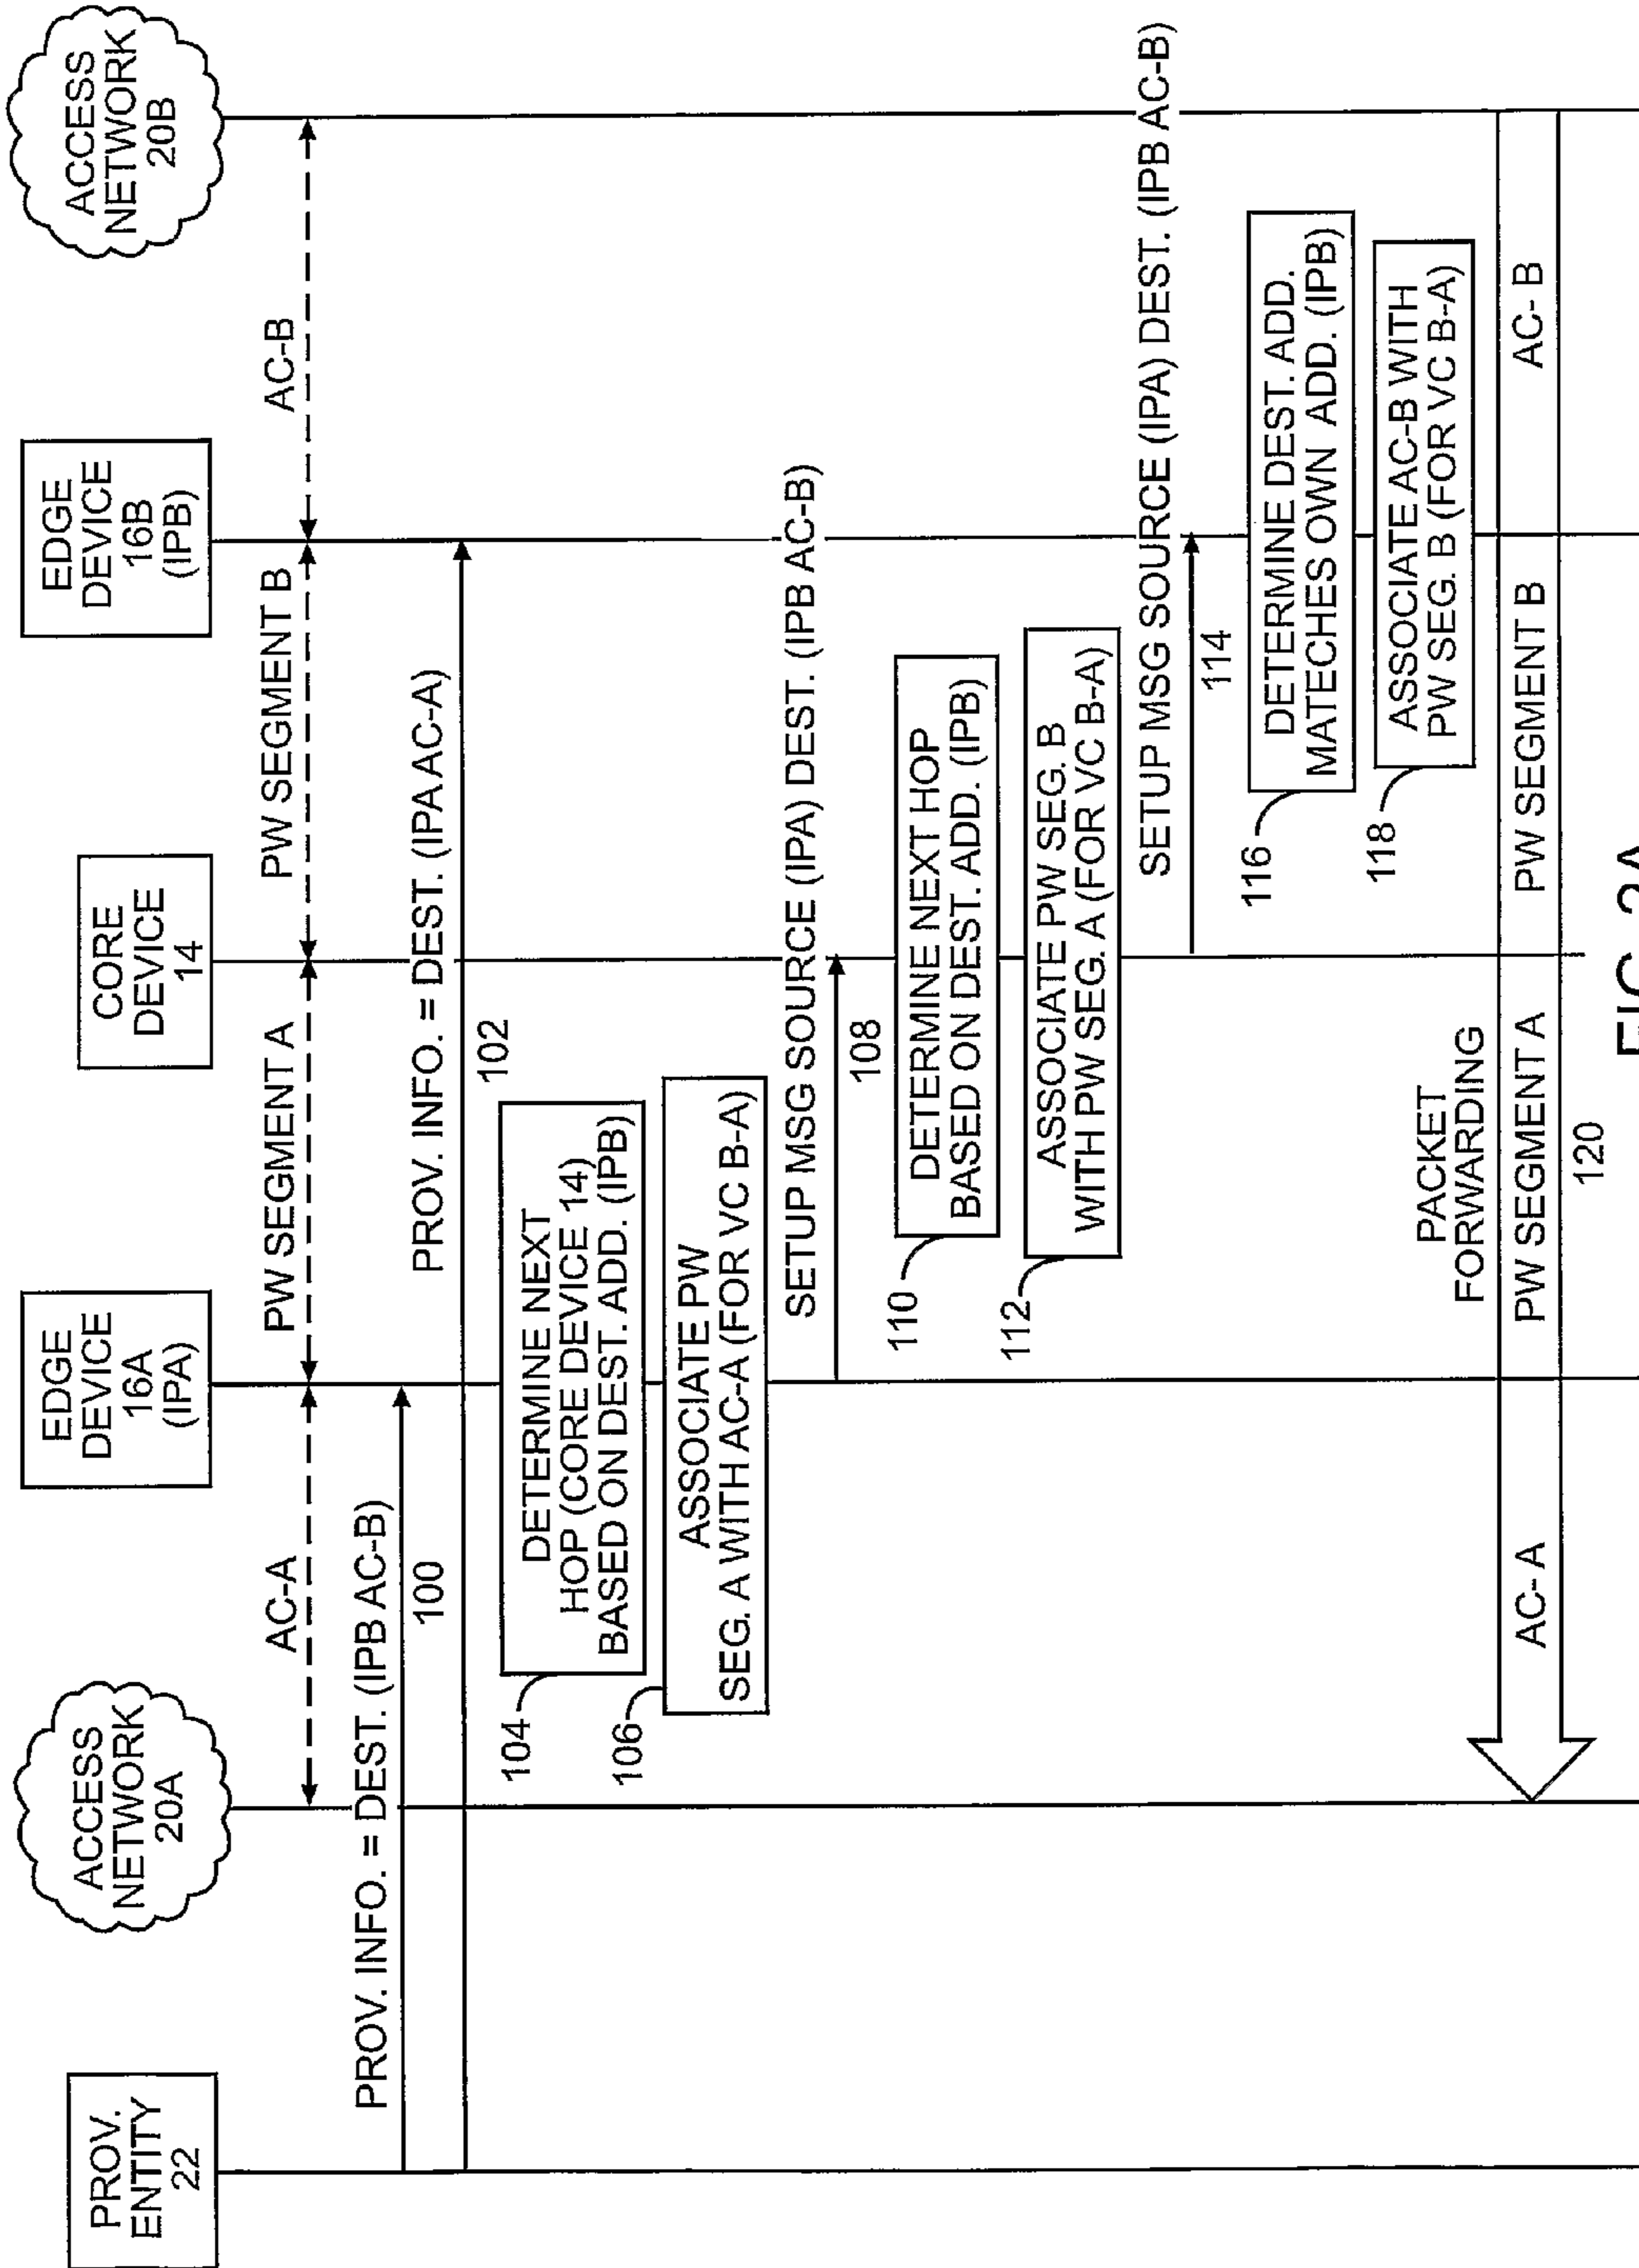 PROV.
ENTITY
22
ACCESS
NETWORK
20A
EDGE
DEVICE
16A
(IPA)
CORE
DEVICE
14
EDGE
DEVICE
16B
(IPB)
ACCESS
NETWORK
20B
AC-A
PW SEGMENT A
PW SEGMENT B
AC-B
PROV. INFO. = DEST. (IPB AC-B)
100
PROV. INFO. = DEST. (IPA AC-A)
102
104
DETERMINE NEXT
HOP (CORE DEVICE 14)
BASED ON DEST. ADD. (IPB)
106
ASSOCIATE PW
SEG. A WITH AC-A (FOR VC B-A)
SETUP MSG SOURCE (IPA) DEST. (IPB AC-B)
108
110
DETERMINE NEXT HOP
BASED ON DEST. ADD. (IPB)
112
ASSOCIATE PW SEG. B
WITH PW SEG. A (FOR VC B-A)
SETUP MSG SOURCE (IPA) DEST. (IPB AC-B)
114
116
DETERMINE DEST. ADD.
MATECHES OWN ADD. (IPB)
118
ASSOCIATE AC-B WITH
PW SEG. B (FOR VC B-A)
PACKET
FORWARDING
AC- A
PW SEGMENT A
PW SEGMENT B
AC- B
120